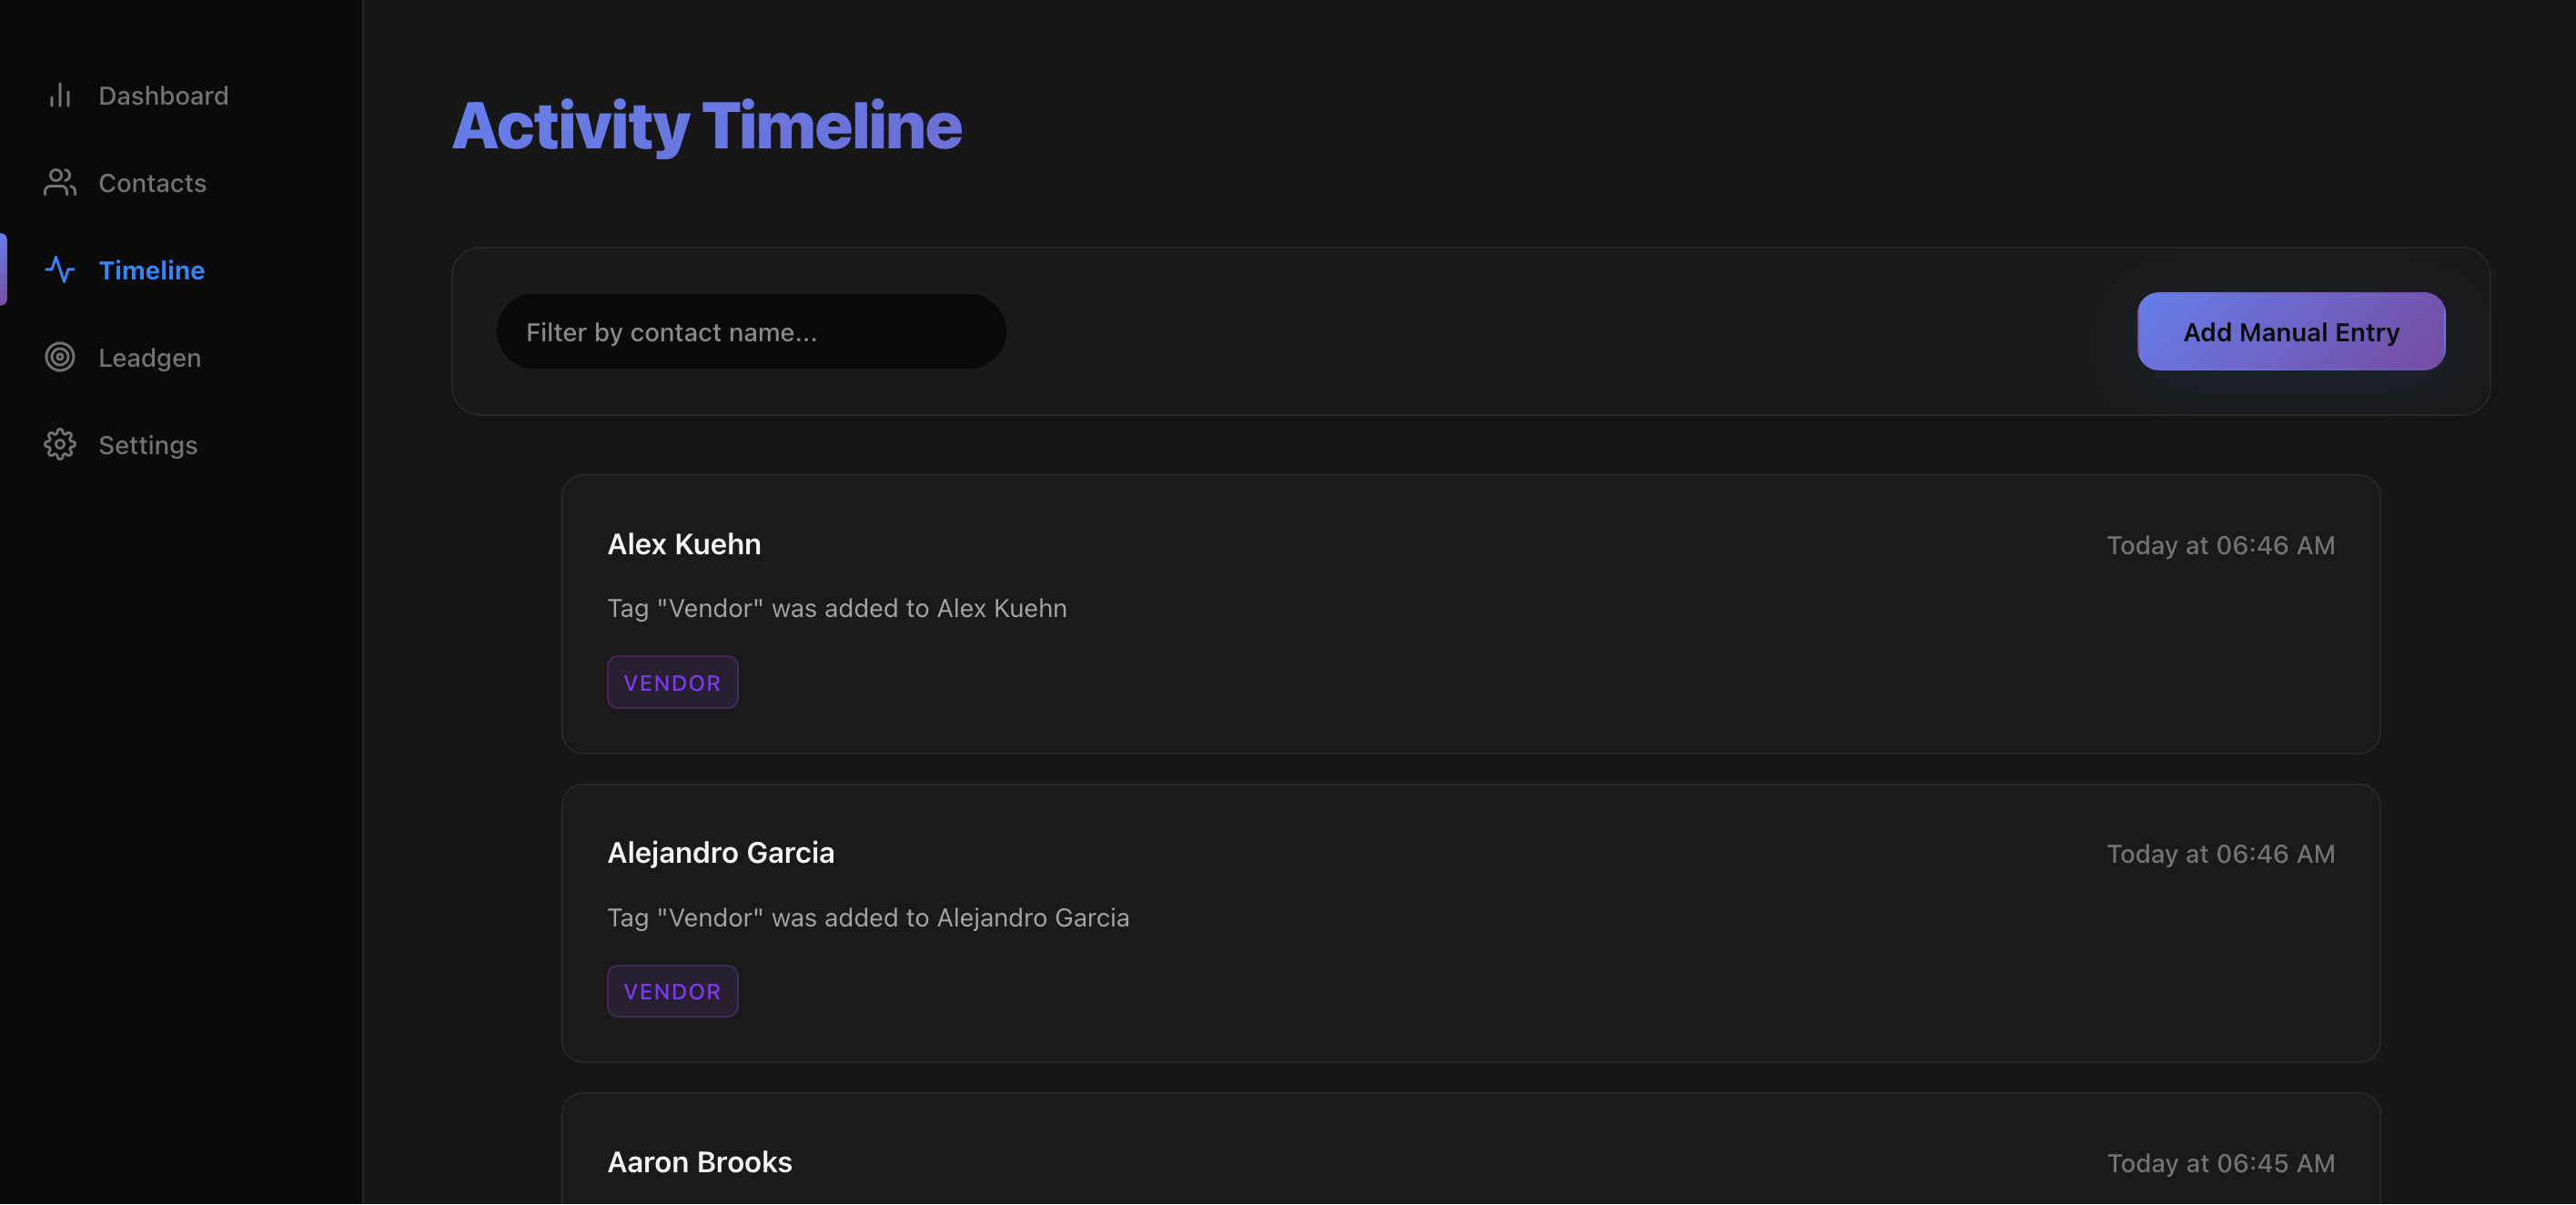 Dashboard
Contacts
Timeline
Leadgen
Settings
Activity Timeline
Filter by contact name...
Add Manual Entry
Alex Kuehn
Today at 06:46 AM
Tag "Vendor" was added to Alex Kuehn
VENDOR
Alejandro Garcia
Today at 06:46 AM
Tag "Vendor" was added to Alejandro Garcia
VENDOR
Aaron Brooks
Today at 06:45 AM